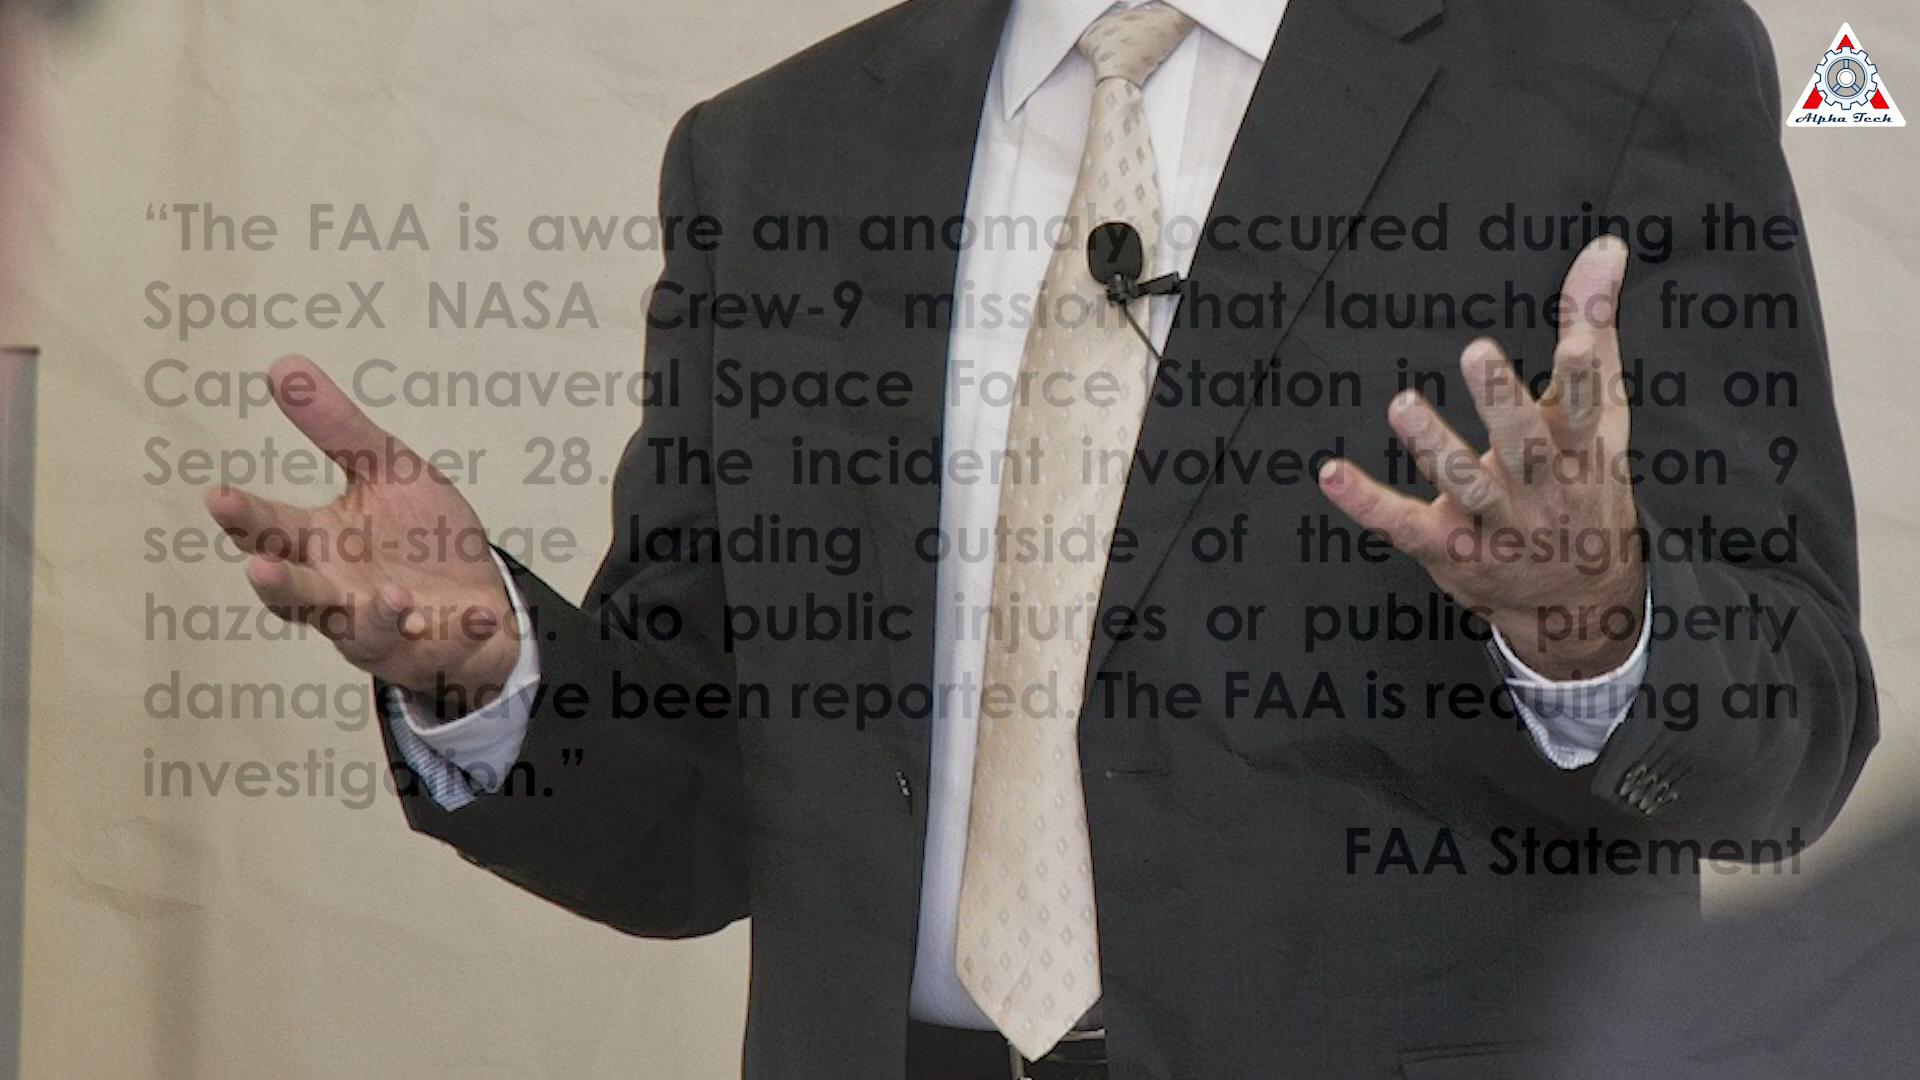 Alpha Tech
“The FAA is aware an anomaly occurred during the
SpaceX NASA Crew-9 mission that launched from
Cape Canaveral Space Force Station in Florida on
September 28. The incident involved the Falcon 9
second-stage landing outside of the designated
hazard area. No public injuries or public property
damage have been reported. The FAA is requiring an
investigation.”
FAA Statement